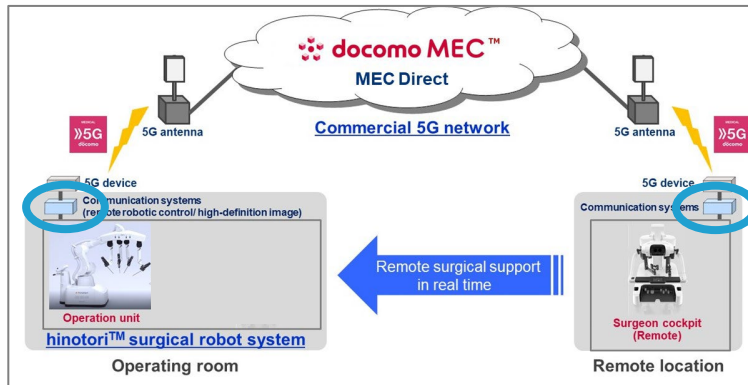 docomo MEC™
MEC Direct
5G antenna
Commercial 5G network
5G antenna
5G
docomo
5G
docomo
5G device
5G device
Communication systems
(remote robotic control/ high-definition image)
Communication systems
Remote surgical support
in real time
Operation unit
Surgeon cockpit
(Remote)
hinotori™ surgical robot system
Operating room
Remote location